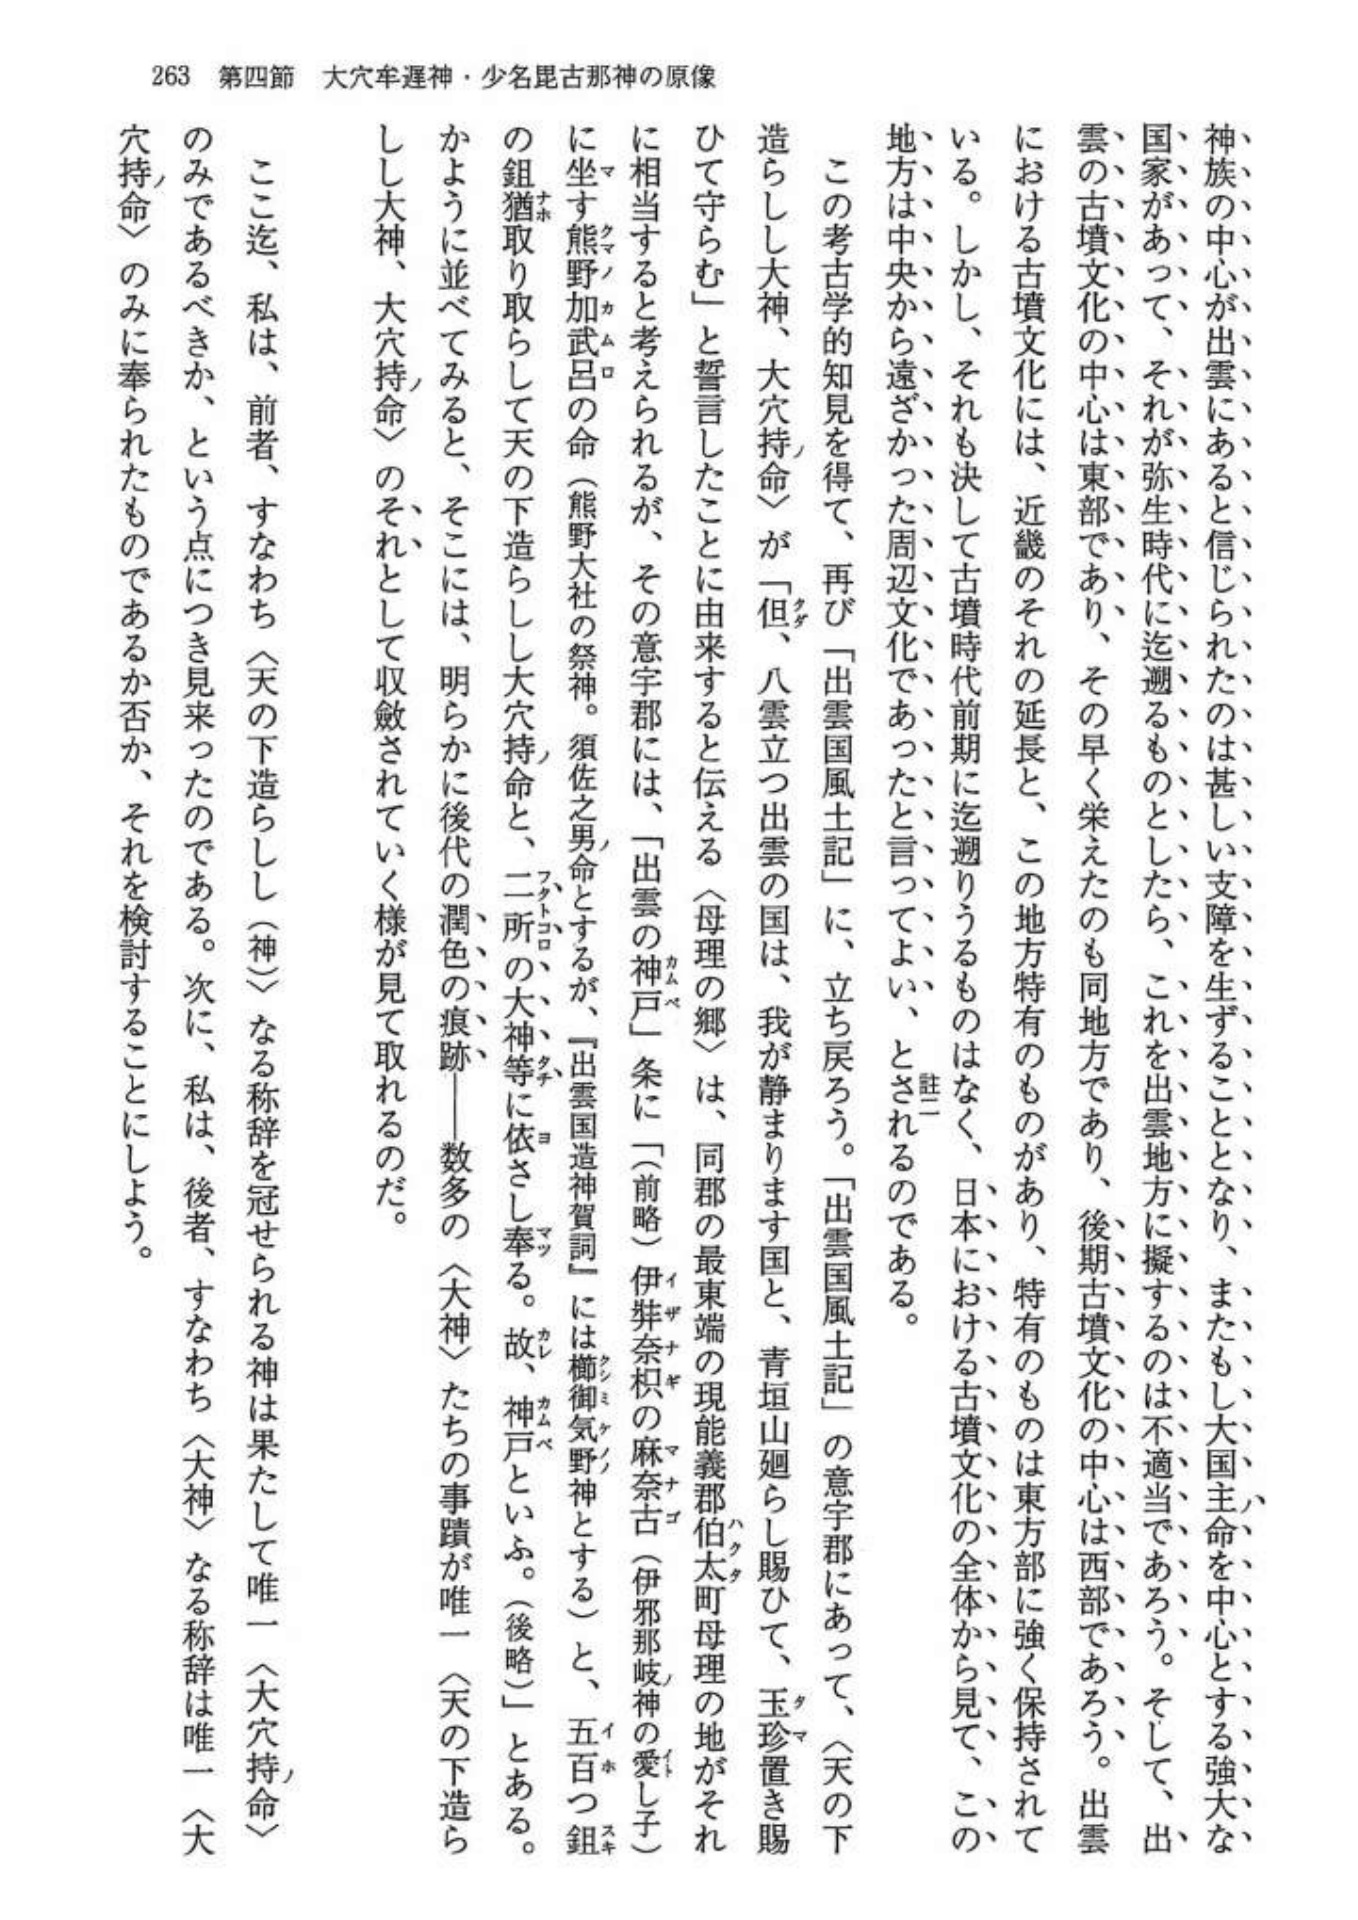 263　第四節　大穴牟遅神・少名毘古那神の原像
神族の中心が出雲にあると信じられたのは甚しい支障を生ずることとなり、またもし大国主命を中心とする強大な
国家があって、それが弥生時代に迄遡るものとしたら、これを出雲地方に擬するのは不適当であろう。そして、出
雲の古墳文化の中心は東部であり、その早く栄えたのも同地方であり、後期古墳文化の中心は西部であろう。出雲
における古墳文化には、近畿のそれの延長と、この地方特有のものがあり、特有のものは東方部に強く保持されて
いる。しかし、それも決して古墳時代前期に迄遡りうるものはなく、日本における古墳文化の全体から見て、この
地方は中央から遠ざかった周辺文化であったと言ってよい、とされるのである。註二
　この考古学的知見を得て、再び「出雲国風土記」に、立ち戻ろう。「出雲国風土記」の意宇郡にあって、〈天の下
造らしし大神、大穴持命〉が「但、八雲立つ出雲の国は、我が静まります国と、青垣山廻らし賜ひて、玉珍置き賜
ひて守らむ」と誓言したことに由来すると伝える〈母理の郷〉は、同郡の最東端の現能義郡伯太町母理の地がそれ
に相当すると考えられるが、その意宇郡には、「出雲の神戸」条に「（前略）伊弉奈枳の麻奈古（伊邪那岐神の愛し子）
に坐す熊野加武呂の命（熊野大社の祭神。須佐之男命とするが、『出雲国造神賀詞』には櫛御気野神とする）と、五百つ鉏
の鉏猶取り取らして天の下造らしし大穴持命と、二所の大神等に依さし奉る。故、神戸といふ。（後略）」とある。
かように並べてみると、そこには、明らかに後代の潤色の痕跡――数多の〈大神〉たちの事蹟が唯一〈天の下造ら
しし大神、大穴持命〉のそれとして収斂されていく様が見て取れるのだ。
　ここ迄、私は、前者、すなわち〈天の下造らしし（神）〉なる称辞を冠せられる神は果たして唯一〈大穴持命〉
のみであるべきか、という点につき見来ったのである。次に、私は、後者、すなわち〈大神〉なる称辞は唯一〈大
穴持命〉のみに奉られたものであるか否か、それを検討することにしよう。